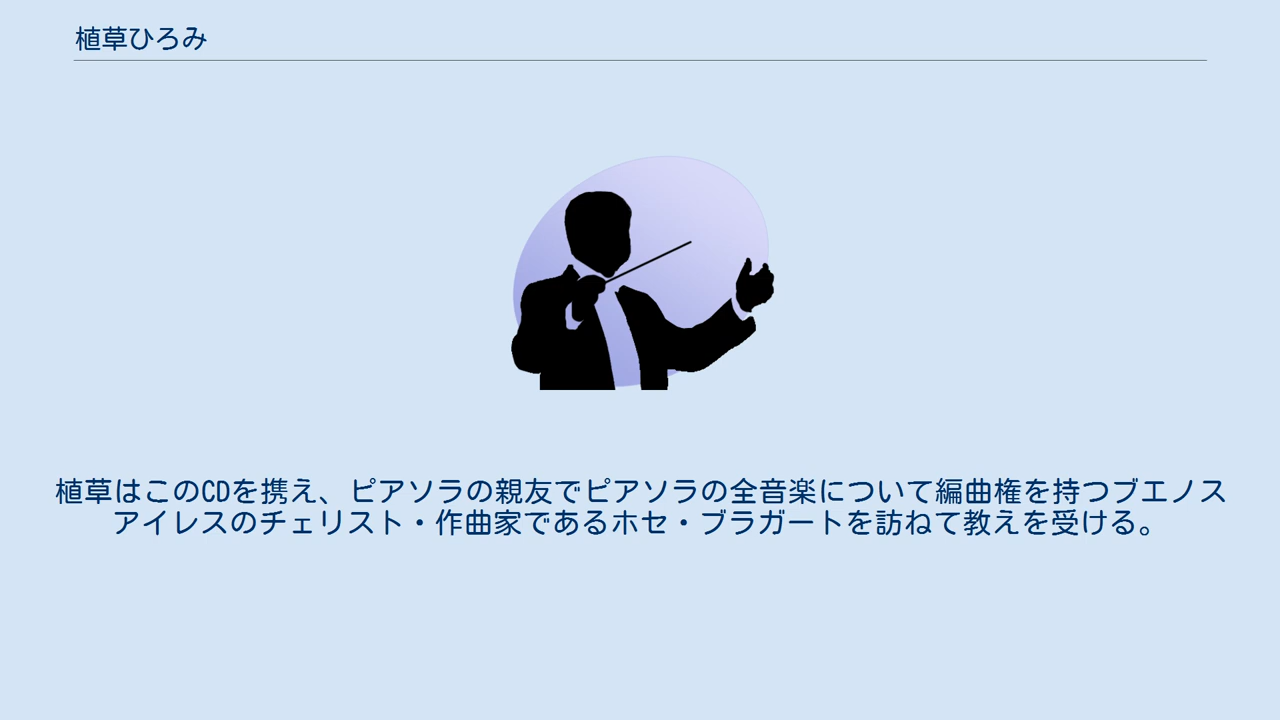 植草ひろみ
植草はこのCDを携え、ピアソラの親友でピアソラの全音楽について編曲権を持つブエノス
アイレスのチェリスト・作曲家であるホセ・ブラガートを訪ねて教えを受ける。